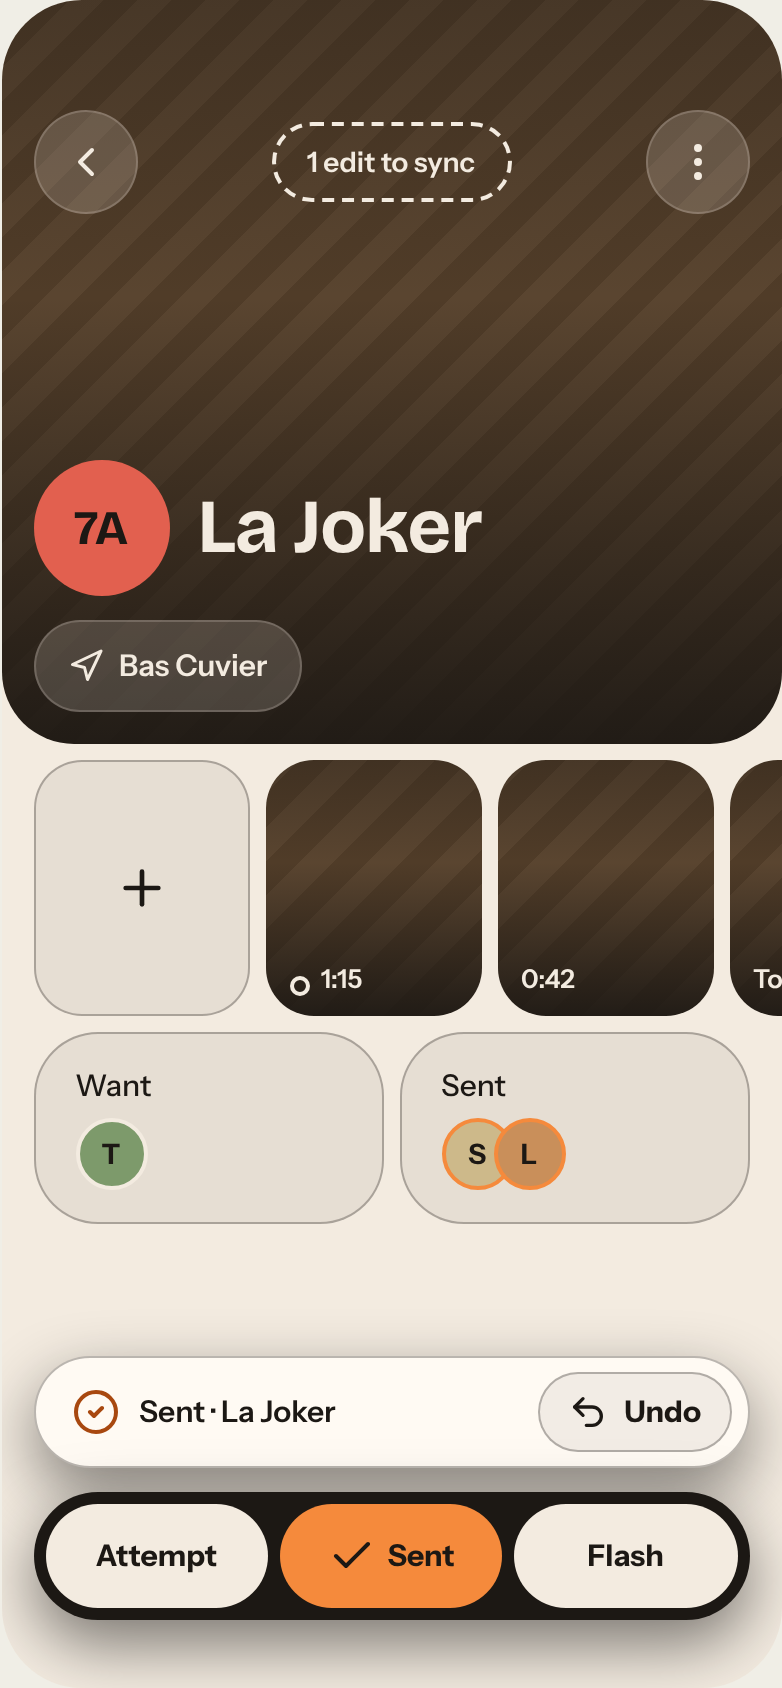 1 edit to sync
7A
La Joker
Bas Cuvier
1:15
0:42
To
Want
Sent
T
S
L
Sent · La Joker
Undo
Attempt
Sent
Flash